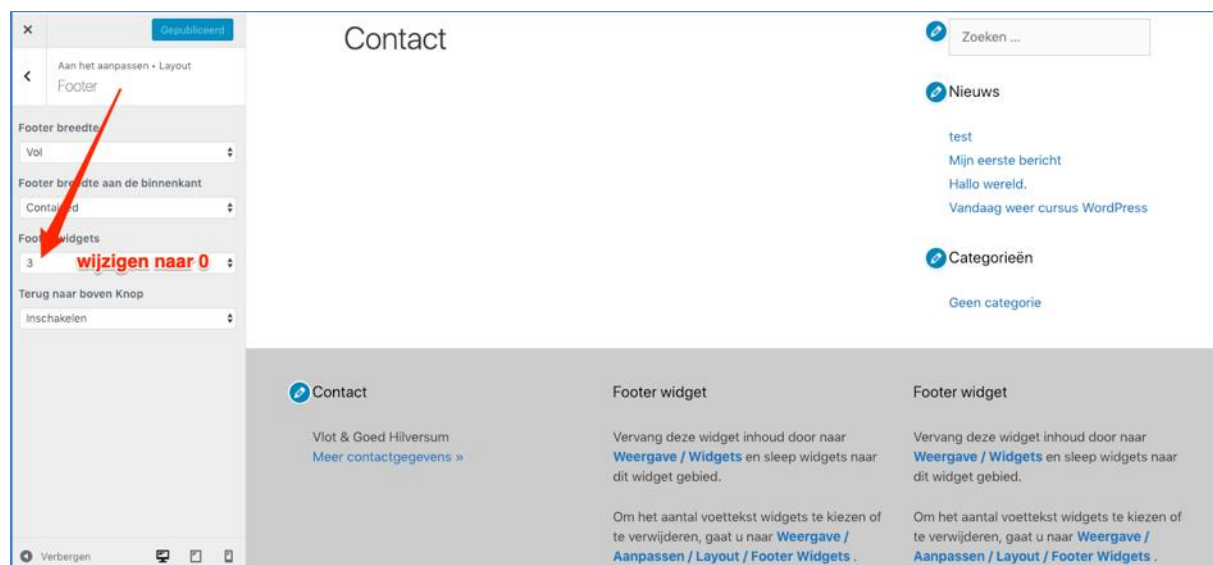 Gepubliceerd
Aan het aanpassen • Layout
Footer
Footer breedte
Vol
Footer breedte aan de binnenkant
Contained
Footer widgets
3
wijzigen naar 0
Terug naar boven Knop
Inschakelen
Verbergen
Contact
Zoeken ...
Nieuws
test
Mijn eerste bericht
Hallo wereld.
Vandaag weer cursus WordPress
Categorieën
Geen categorie
Contact
Vlot & Goed Hilversum
Meer contactgegevens »
Footer widget
Vervang deze widget inhoud door naar
Weergave / Widgets en sleep widgets naar
dit widget gebied.
Om het aantal voettekst widgets te kiezen of
te verwijderen, gaat u naar Weergave /
Aanpassen / Layout / Footer Widgets .
Footer widget
Vervang deze widget inhoud door naar
Weergave / Widgets en sleep widgets naar
dit widget gebied.
Om het aantal voettekst widgets te kiezen of
te verwijderen, gaat u naar Weergave /
Aanpassen / Layout / Footer Widgets .